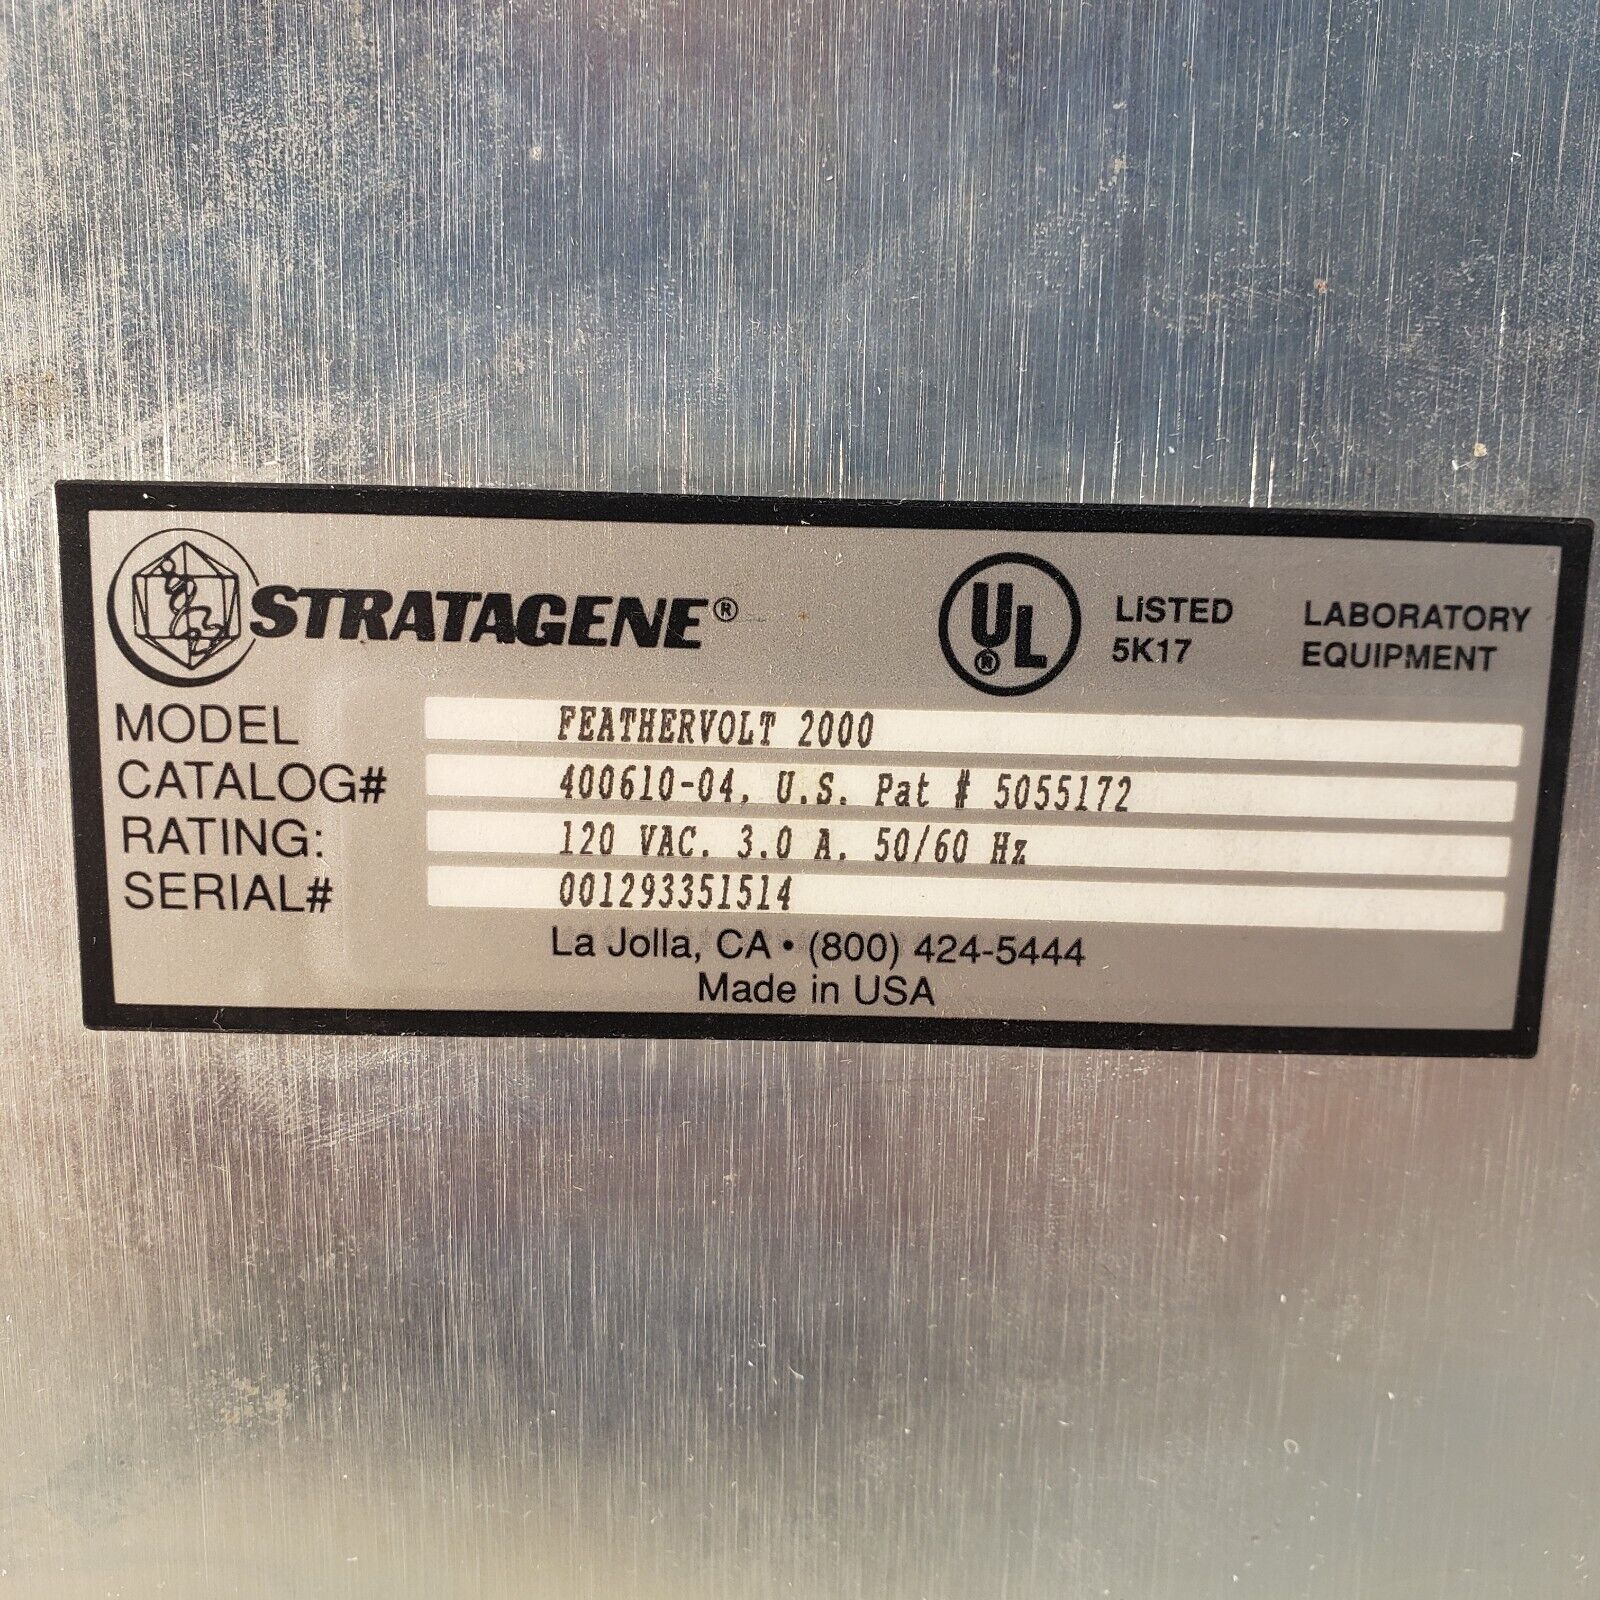 STRATAGENE® UL® LISTED LABORATORY
5K17 EQUIPMENT
MODEL FEATHERVOLT 2000
CATALOG# 400610-04, U.S. Pat # 5055172
RATING: 120 VAC. 3.0 A. 50/60 Hz
SERIAL# 001293351514
La Jolla, CA • (800) 424-5444
Made in USA